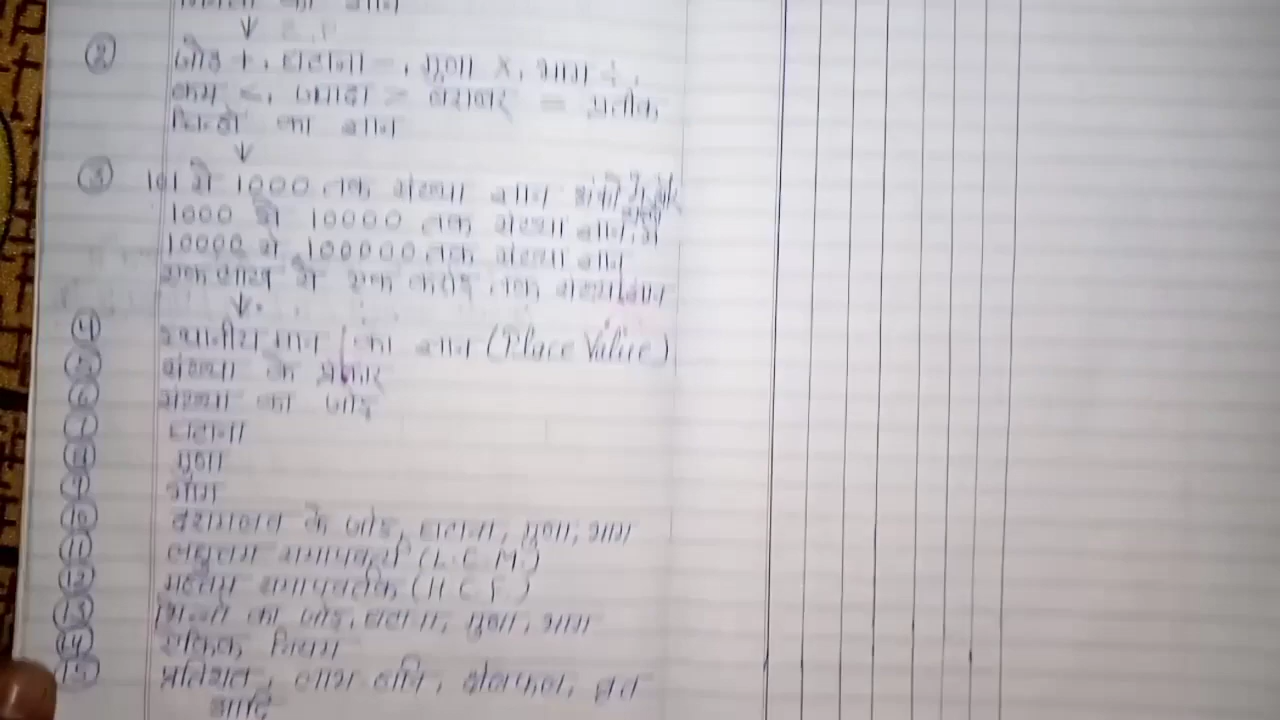 का ज्ञान
② जोड़ +, घटाना -, गुणा ×, भाग ÷,
कम <, ज्यादा > बराबर = प्रतीक
चिन्हों का ज्ञान
③ 101 से 1000 तक संख्या ज्ञान अंकों में
1000 से 10000 तक संख्या ज्ञान
10000 से 100000 तक संख्या ज्ञान
एक लाख से एक करोड़ तक संख्या ज्ञान
④ स्थानीय मान का ज्ञान (Place Value)
⑤ संख्या के प्रकार
⑥ संख्या का जोड़
⑦ घटाना
⑧ गुणा
⑨ भाग
⑩ दशमलव के जोड़, घटाना, गुणा, भाग
⑪ लघुत्तम समापवर्त्य (L.C.M.)
⑫ महत्तम समापवर्तक (H.C.F.)
⑬ भिन्नो का जोड़, घटाना, गुणा, भाग
⑭ एकिक नियम
⑮ प्रतिशत, लाभ हानि, क्षेत्रफल,
आदि